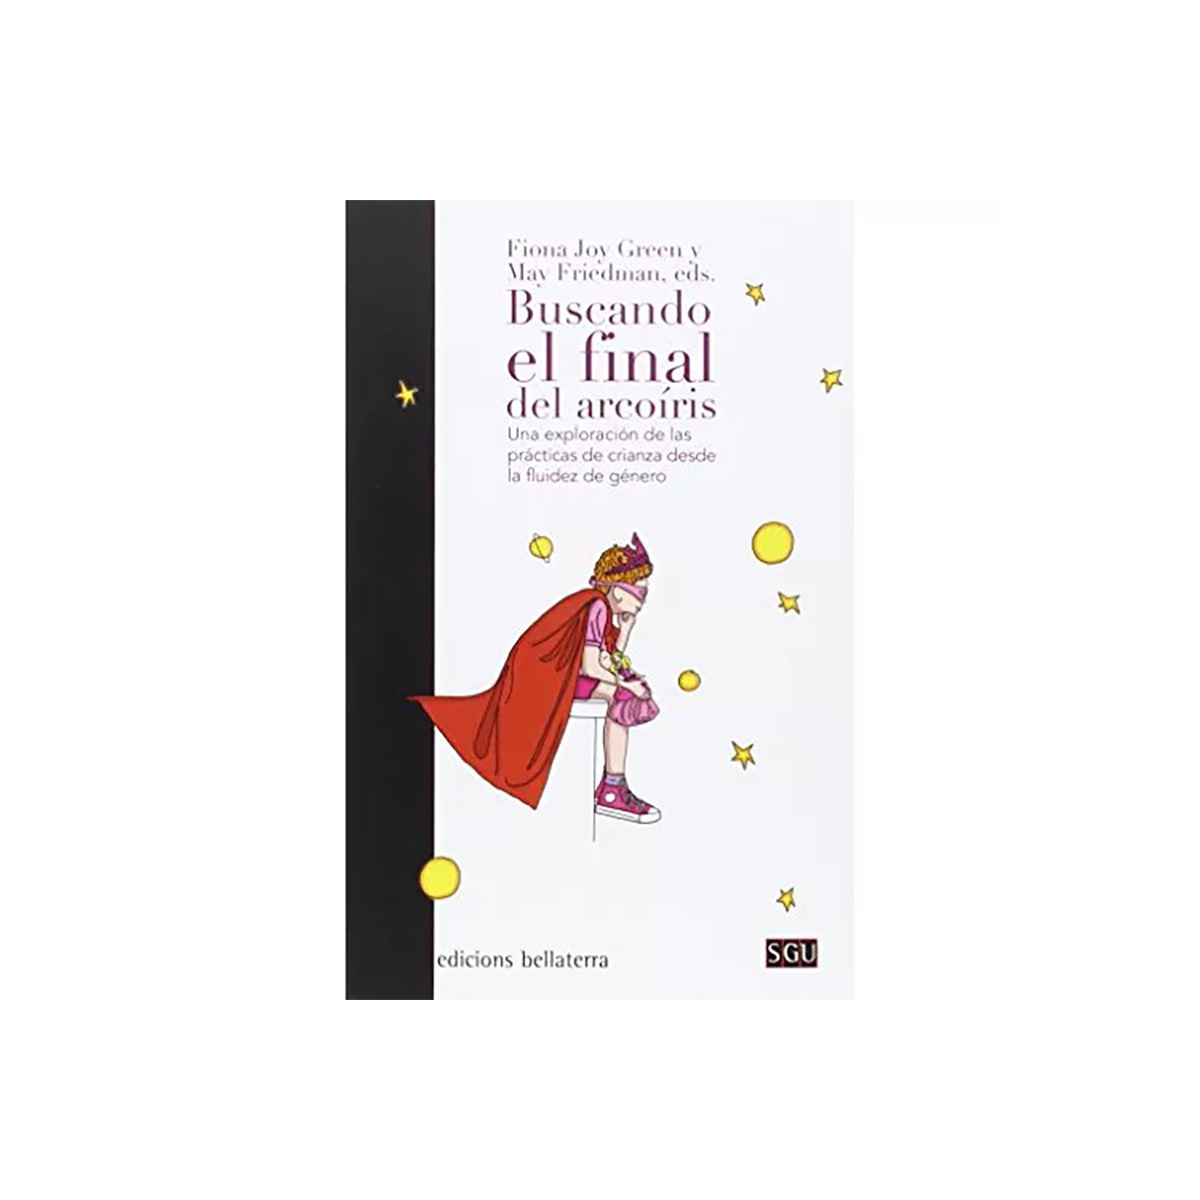 Fiona Joy Green y
May Friedman, eds.
Buscando
el final
del arcoíris
Una exploración de las
prácticas de crianza desde
la fluidez de género
edicions bellaterra
SGU